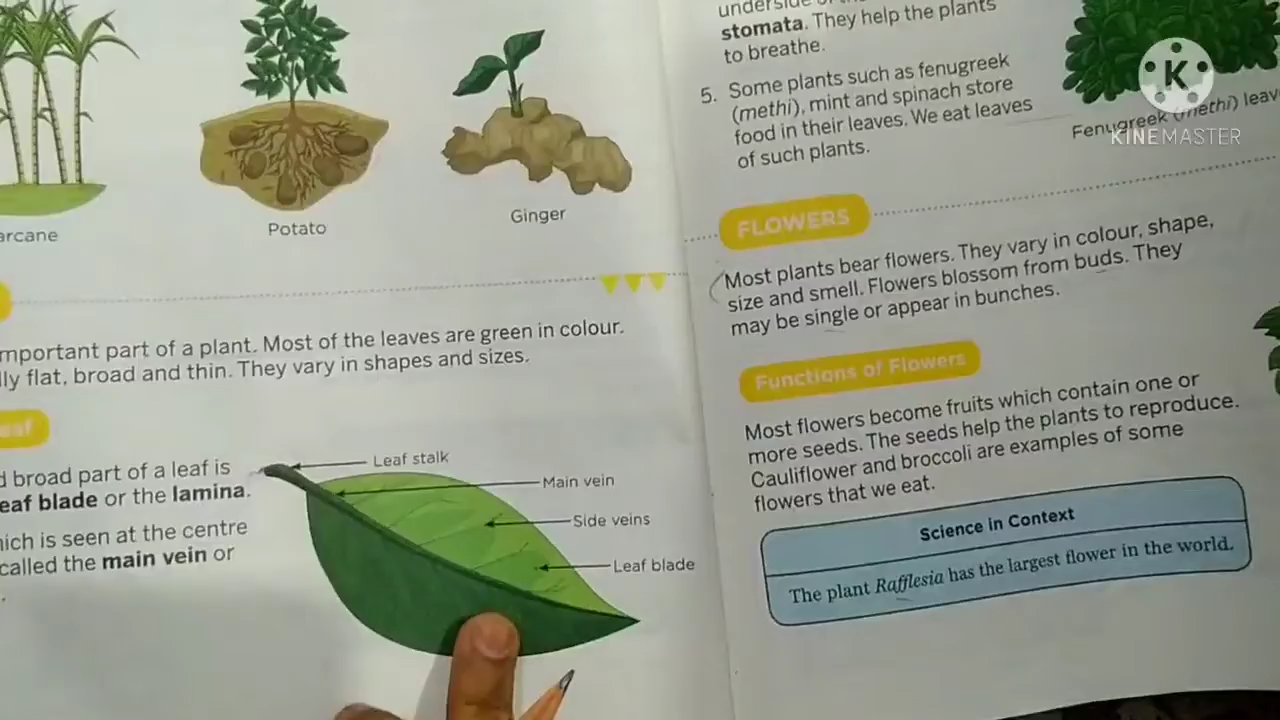 arcane
Potato
Ginger
mportant part of a plant. Most of the leaves are green in colour.
lly flat, broad and thin. They vary in shapes and sizes.
eaf
d broad part of a leaf is
eaf blade or the lamina.
hich is seen at the centre
called the main vein or
Leaf stalk
Main vein
Side veins
Leaf blade
underside
stomata. They help the plants
to breathe.
5. Some plants such as fenugreek
(methi), mint and spinach store
food in their leaves. We eat leaves
of such plants.
Fenugreek (methi) leav
K
KINEMASTER
FLOWERS
Most plants bear flowers. They vary in colour, shape,
size and smell. Flowers blossom from buds. They
may be single or appear in bunches.
Functions of Flowers
Most flowers become fruits which contain one or
more seeds. The seeds help the plants to reproduce.
Cauliflower and broccoli are examples of some
flowers that we eat.
Science in Context
The plant Rafflesia has the largest flower in the world.